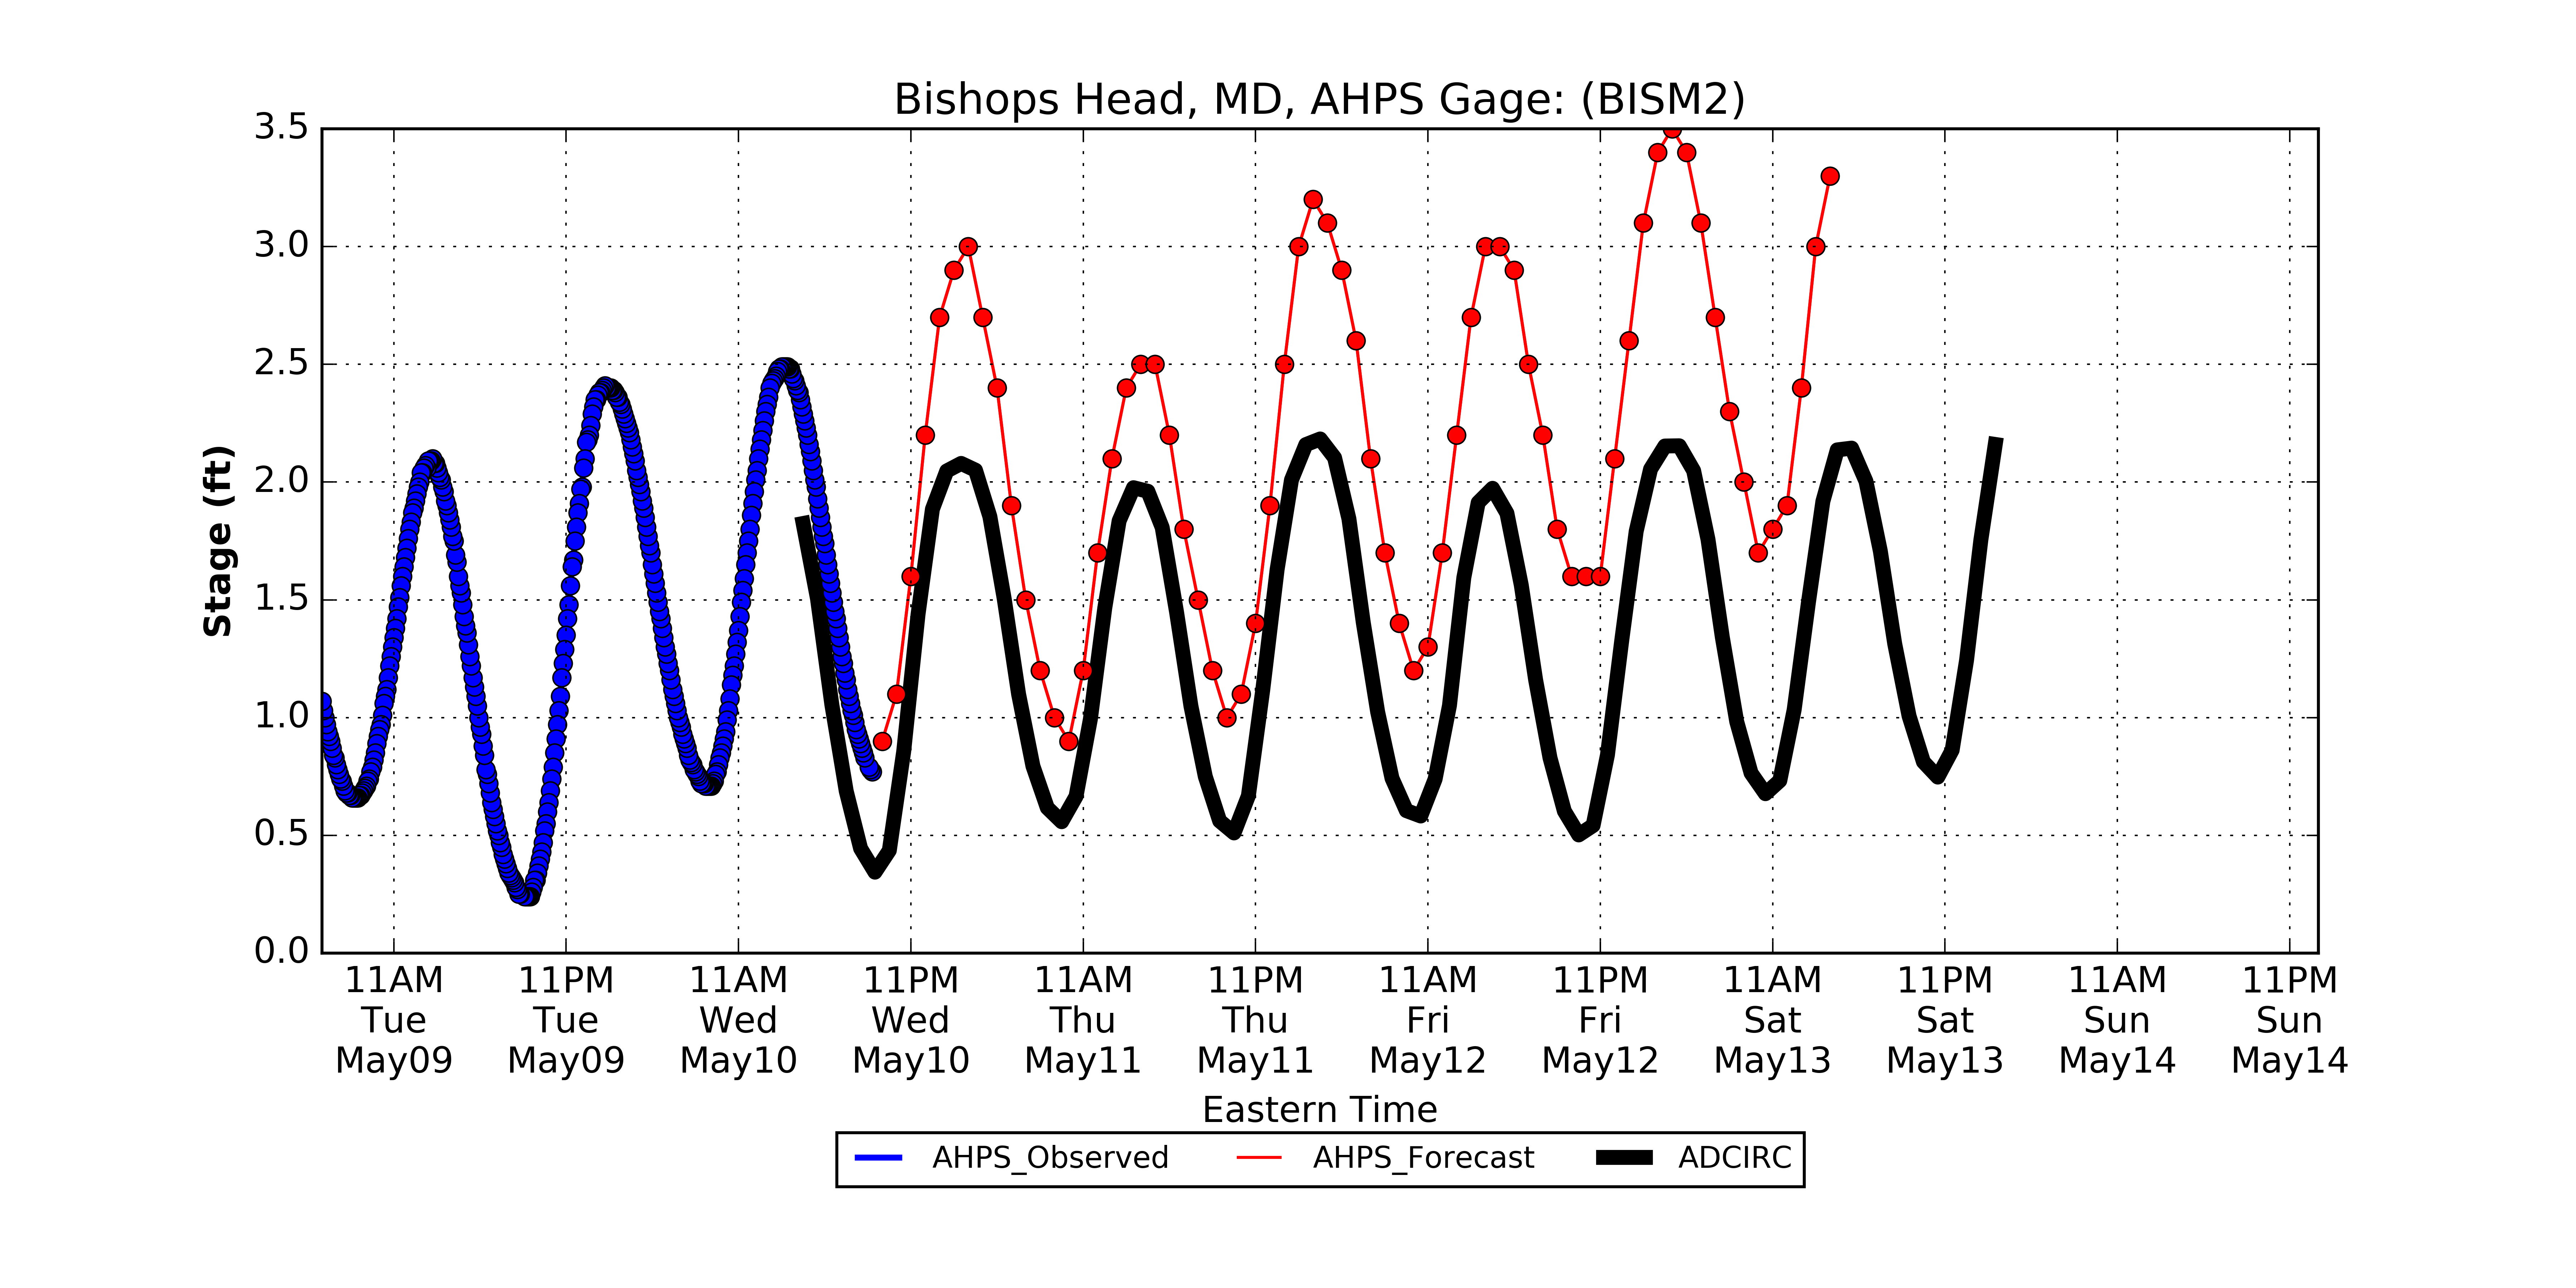 Bishops Head, MD, AHPS Gage: (BISM2)
3.5
3.0
2.5
2.0
1.5
1.0
0.5
0.0
Stage (ft)
11AM 11PM 11AM 11PM 11AM 11PM 11AM 11PM 11AM 11PM 11AM 11PM
Tue Tue Wed Wed Thu Thu Fri Fri Sat Sat Sun Sun
May09 May09 May10 May10 May11 May11 May12 May12 May13 May13 May14 May14
Eastern Time
AHPS_Observed AHPS_Forecast ADCIRC